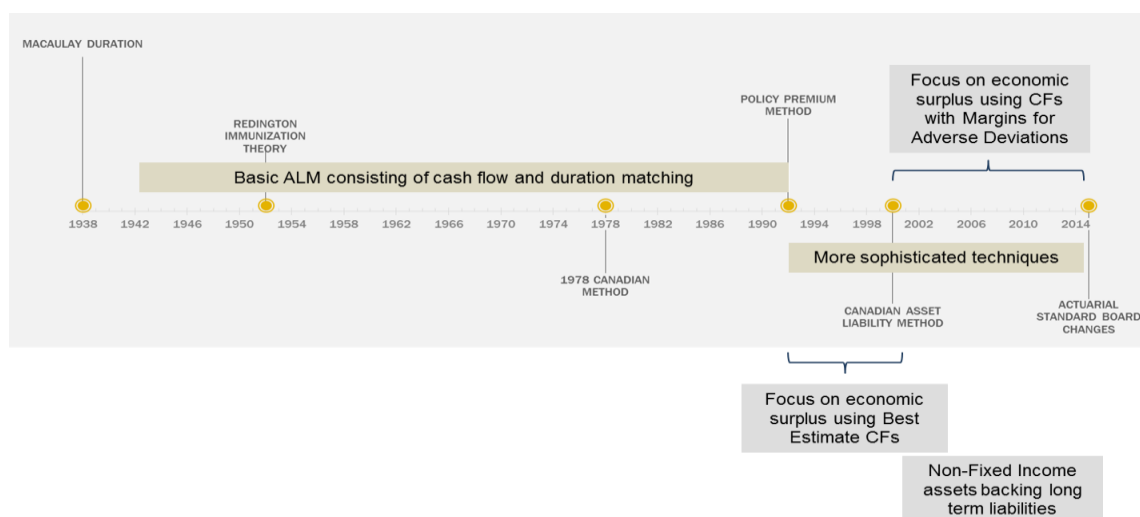 MACAULAY DURATION
REDINGTON
IMMUNIZATION
THEORY
POLICY PREMIUM
METHOD
Focus on economic
surplus using CFs
with Margins for
Adverse Deviations
Basic ALM consisting of cash flow and duration matching
1938 1942 1946 1950 1954 1958 1962 1966 1970 1974 1978 1982 1986 1990 1994 1998 2002 2006 2010 2014
More sophisticated techniques
1978 CANADIAN
METHOD
CANADIAN ASSET
LIABILITY METHOD
ACTUARIAL
STANDARD BOARD
CHANGES
Focus on economic
surplus using Best
Estimate CFs
Non-Fixed Income
assets backing long
term liabilities